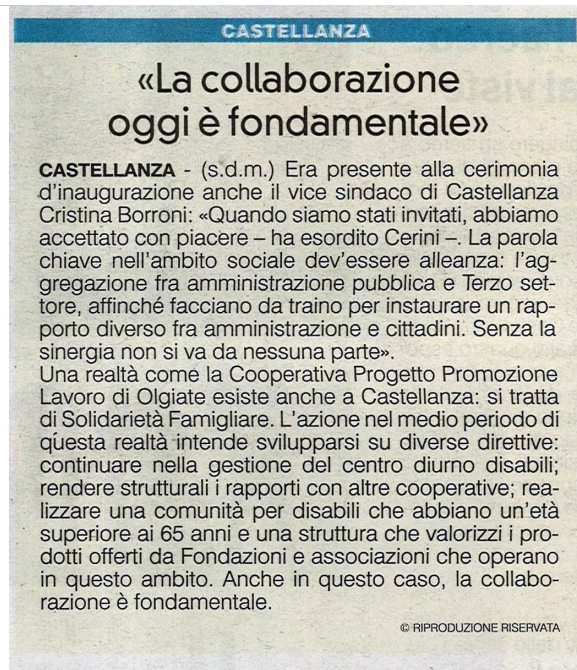 CASTELLANZA
«La collaborazione
oggi è fondamentale»
CASTELLANZA - (s.d.m.) Era presente alla cerimonia
d'inaugurazione anche il vice sindaco di Castellanza
Cristina Borroni: «Quando siamo stati invitati, abbiamo
accettato con piacere – ha esordito Cerini –. La parola
chiave nell'ambito sociale dev'essere alleanza: l'ag-
gregazione fra amministrazione pubblica e Terzo set-
tore, affinché facciano da traino per instaurare un rap-
porto diverso fra amministrazione e cittadini. Senza la
sinergia non si va da nessuna parte».
Una realtà come la Cooperativa Progetto Promozione
Lavoro di Olgiate esiste anche a Castellanza: si tratta
di Solidarietà Famigliare. L'azione nel medio periodo di
questa realtà intende svilupparsi su diverse direttive:
continuare nella gestione del centro diurno disabili;
rendere strutturali i rapporti con altre cooperative; rea-
lizzare una comunità per disabili che abbiano un'età
superiore ai 65 anni e una struttura che valorizzi i pro-
dotti offerti da Fondazioni e associazioni che operano
in questo ambito. Anche in questo caso, la collabo-
razione è fondamentale.
© RIPRODUZIONE RISERVATA